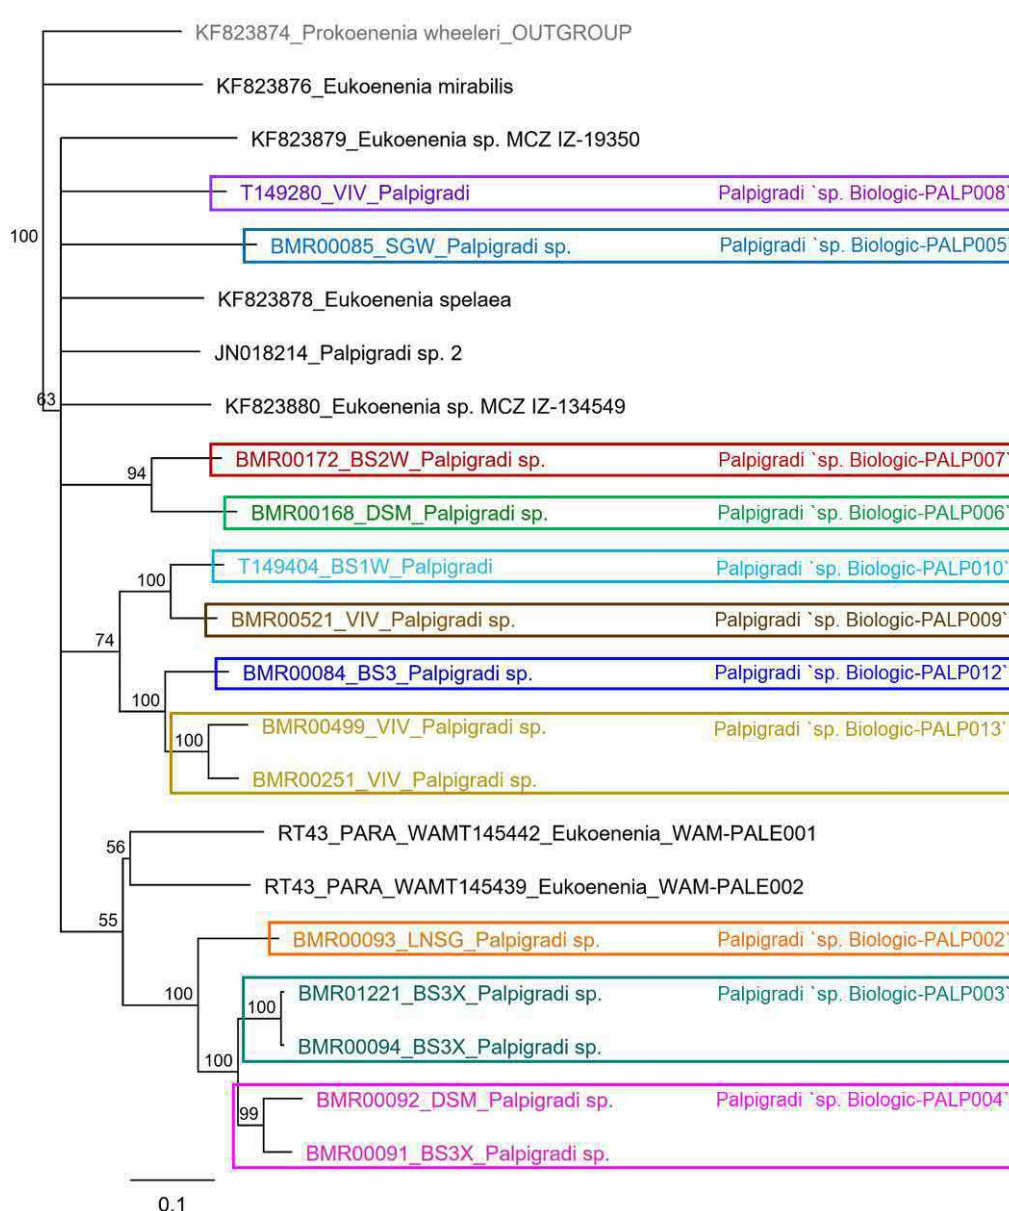 KF823874_Prokoenenia wheeleri_OUTGROUP
KF823876_Eukoenenia mirabilis
KF823879_Eukoenenia sp. MCZ IZ-19350
T149280_VIV_Palpigradi Palpigradi `sp. Biologic-PALP008`
100
BMR00085_SGW_Palpigradi sp. Palpigradi `sp. Biologic-PALP005`
KF823878_Eukoenenia spelaea
JN018214_Palpigradi sp. 2
63
KF823880_Eukoenenia sp. MCZ IZ-134549
BMR00172_BS2W_Palpigradi sp. Palpigradi `sp. Biologic-PALP007`
94
BMR00168_DSM_Palpigradi sp. Palpigradi `sp. Biologic-PALP006`
T149404_BS1W_Palpigradi Palpigradi `sp. Biologic-PALP010`
100
BMR00521_VIV_Palpigradi sp. Palpigradi `sp. Biologic-PALP009`
74
BMR00084_BS3_Palpigradi sp. Palpigradi `sp. Biologic-PALP012`
100
BMR00499_VIV_Palpigradi sp. Palpigradi `sp. Biologic-PALP013`
100
BMR00251_VIV_Palpigradi sp.
RT43_PARA_WAMT145442_Eukoenenia_WAM-PALE001
56
RT43_PARA_WAMT145439_Eukoenenia_WAM-PALE002
55
BMR00093_LNSG_Palpigradi sp. Palpigradi `sp. Biologic-PALP002`
100
BMR01221_BS3X_Palpigradi sp. Palpigradi `sp. Biologic-PALP003`
100
BMR00094_BS3X_Palpigradi sp.
100
BMR00092_DSM_Palpigradi sp. Palpigradi `sp. Biologic-PALP004`
99
BMR00091_BS3X_Palpigradi sp.
0.1